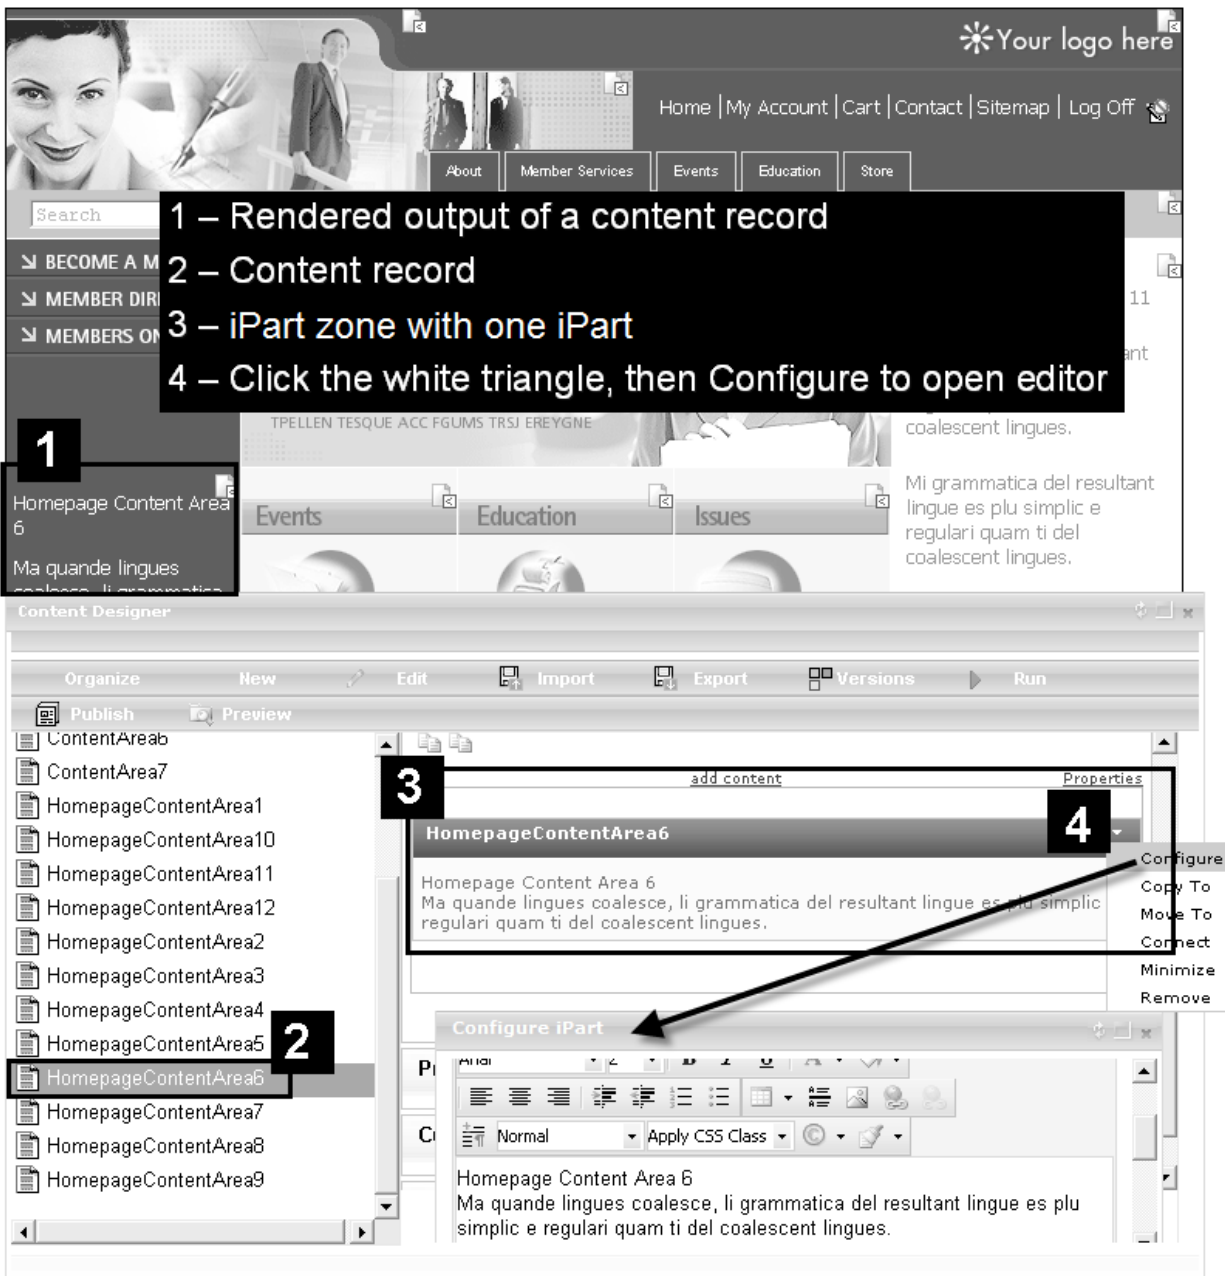 Your logo here
Home | My Account | Cart | Contact | Sitemap | Log Off
About Member Services Events Education Store
Search
1 – Rendered output of a content record
BECOME A M
2 – Content record
MEMBER DIR
11
3 – iPart zone with one iPart
MEMBERS ON
ant
4 – Click the white triangle, then Configure to open editor
TPELLEN TESQUE ACC FGUMS TRSJ EREYGNE
coalescent lingues.
1
Homepage Content Area
6
Ma quande lingues
coalesce, li grammatica
Events Education Issues
Mi grammatica del resultant
lingue es plu simplic e
regulari quam ti del
coalescent lingues.
Content Designer
Organize New Edit Import Export Versions Run
Publish Preview
ContentArea6
ContentArea7
HomepageContentArea1
HomepageContentArea10
HomepageContentArea11
HomepageContentArea12
HomepageContentArea2
HomepageContentArea3
HomepageContentArea4
HomepageContentArea5
2
HomepageContentArea6
HomepageContentArea7
HomepageContentArea8
HomepageContentArea9
3
add content Properties
4
HomepageContentArea6
Homepage Content Area 6
Ma quande lingues coalesce, li grammatica del resultant lingue es plu simplic
regulari quam ti del coalescent lingues.
Configure
Copy To
Move To
Connect
Minimize
Remove
Configure iPart
Arial 2 B I U A
Normal Apply CSS Class
Homepage Content Area 6
Ma quande lingues coalesce, li grammatica del resultant lingue es plu
simplic e regulari quam ti del coalescent lingues.